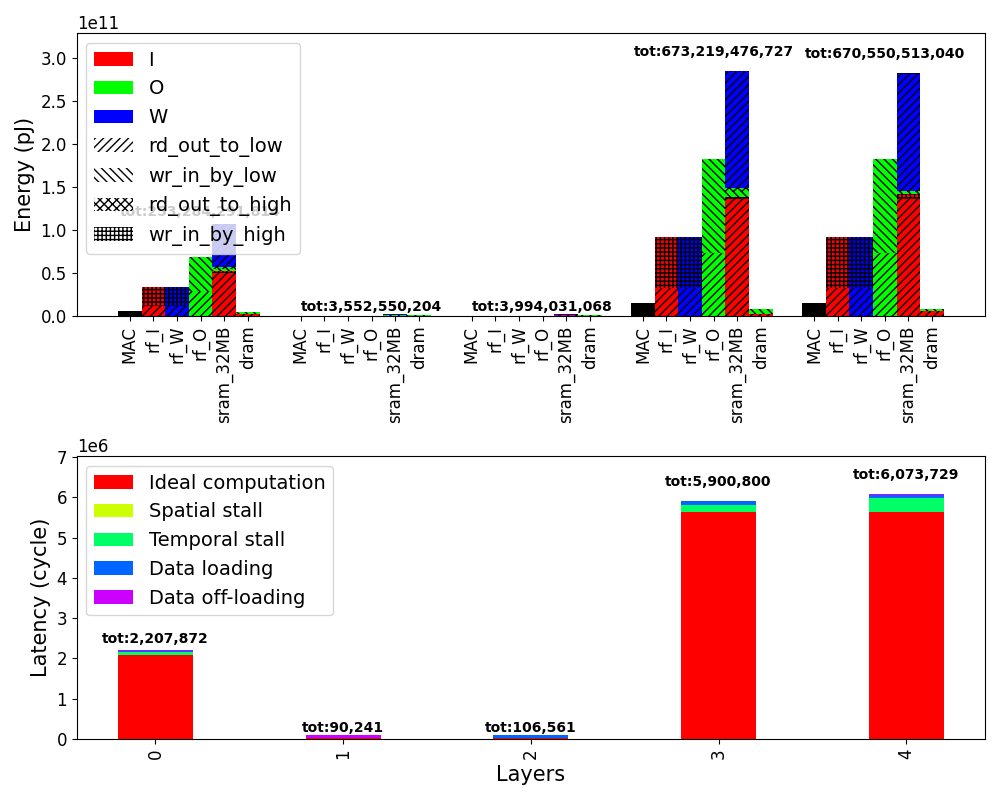 1e11
Energy (pJ)
3.0
2.5
2.0
1.5
1.0
0.5
0.0
I
O
W
rd_out_to_low
wr_in_by_low
rd_out_to_high
wr_in_by_high
tot:3,552,550,204
tot:3,994,031,068
tot:673,219,476,727
tot:670,550,513,040
MAC
rf_I
rf_W
rf_O
sram_32MB
dram
MAC
rf_I
rf_W
rf_O
sram_32MB
dram
MAC
rf_I
rf_W
rf_O
sram_32MB
dram
MAC
rf_I
rf_W
rf_O
sram_32MB
dram
MAC
rf_I
rf_W
rf_O
sram_32MB
dram
1e6
Latency (cycle)
7
6
5
4
3
2
1
0
Ideal computation
Spatial stall
Temporal stall
Data loading
Data off-loading
tot:2,207,872
tot:90,241
tot:106,561
tot:5,900,800
tot:6,073,729
0
1
2
3
4
Layers